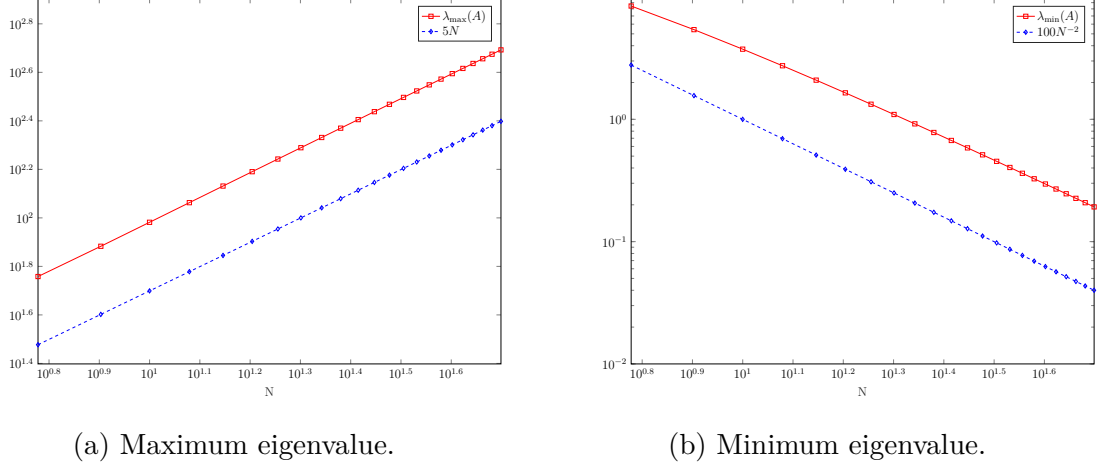 10^2.8
10^2.6
10^2.4
10^2.2
10^2
10^1.8
10^1.6
10^1.4
λmax(A)
5N
10^0.8 10^0.9 10^1 10^1.1 10^1.2 10^1.3 10^1.4 10^1.5 10^1.6
N
(a) Maximum eigenvalue.
10^0
10^−1
10^−2
λmin(A)
100N^−2
10^0.8 10^0.9 10^1 10^1.1 10^1.2 10^1.3 10^1.4 10^1.5 10^1.6
N
(b) Minimum eigenvalue.